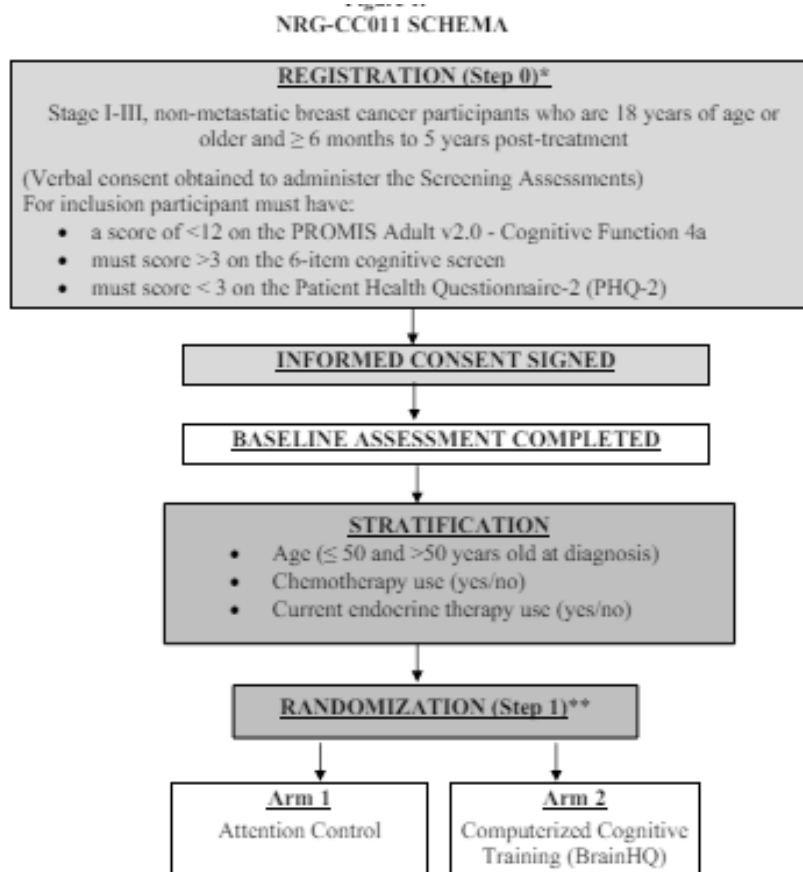 NRG-CC011 SCHEMA
REGISTRATION (Step 0)*
Stage I-III, non-metastatic breast cancer participants who are 18 years of age or
older and ≥ 6 months to 5 years post-treatment
(Verbal consent obtained to administer the Screening Assessments)
For inclusion participant must have:
• a score of <12 on the PROMIS Adult v2.0 - Cognitive Function 4a
• must score >3 on the 6-item cognitive screen
• must score < 3 on the Patient Health Questionnaire-2 (PHQ-2)
INFORMED CONSENT SIGNED
BASELINE ASSESSMENT COMPLETED
STRATIFICATION
• Age (≤ 50 and >50 years old at diagnosis)
• Chemotherapy use (yes/no)
• Current endocrine therapy use (yes/no)
RANDOMIZATION (Step 1)**
Arm 1
Attention Control
Arm 2
Computerized Cognitive
Training (BrainHQ)